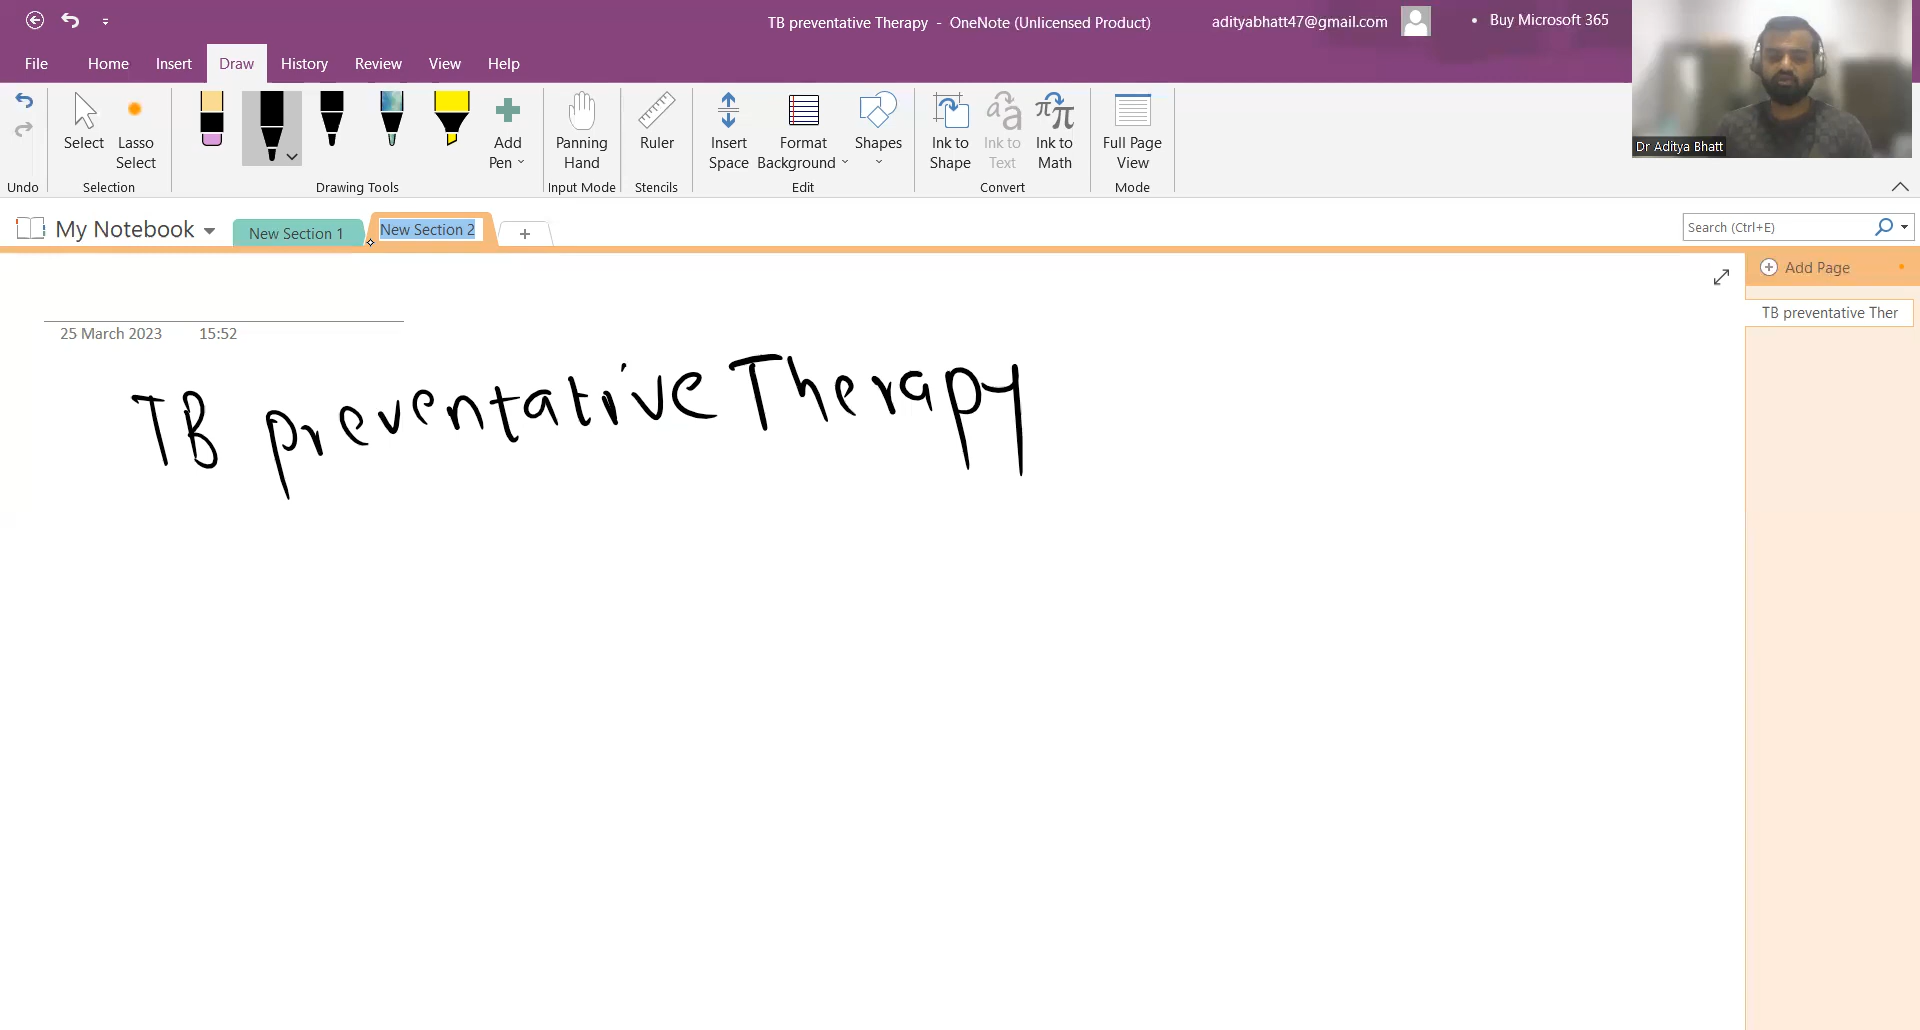 TB preventative Therapy - OneNote (Unlicensed Product)
adityabhatt47@gmail.com
Buy Microsoft 365
File Home Insert Draw History Review View Help
Select
Lasso Select
Add Pen
Panning Hand
Ruler
Insert Space
Format Background
Shapes
Ink to Shape
Ink to Text
Ink to Math
Full Page View
Dr Aditya Bhatt
Undo Selection Drawing Tools Input Mode Stencils Edit Convert Mode
My Notebook New Section 1 New Section 2 +
Search (Ctrl+E)
Add Page
TB preventative Ther
25 March 2023 15:52
TB preventative Therapy